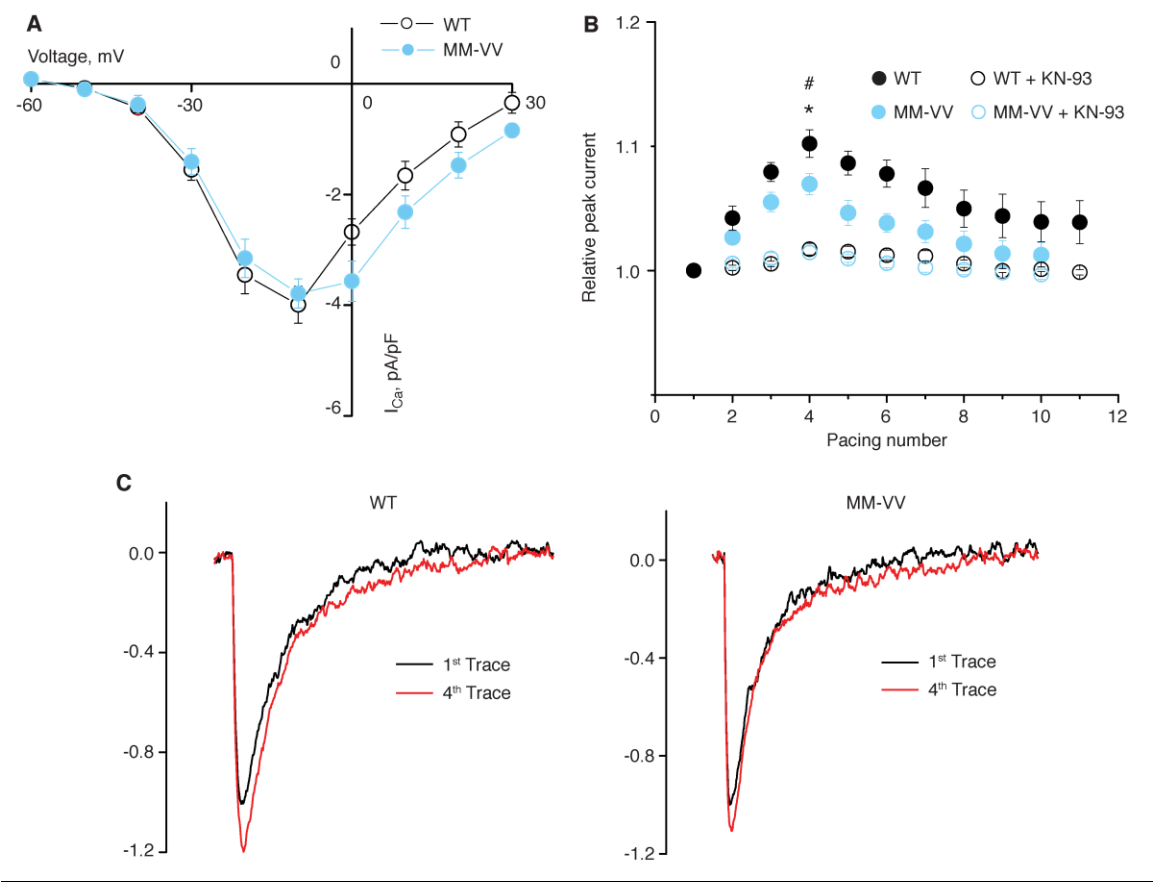 A
WT
MM-VV
Voltage, mV
0
-60
-30
0
30
-2
-4
-6
I_Ca, pA/pF
B
1.2
1.1
1.0
Relative peak current
#
*
WT
WT + KN-93
MM-VV
MM-VV + KN-93
0
2
4
6
8
10
12
Pacing number
C
WT
0.0
-0.4
-0.8
-1.2
1st Trace
4th Trace
MM-VV
0.0
-0.4
-0.8
-1.2
1st Trace
4th Trace